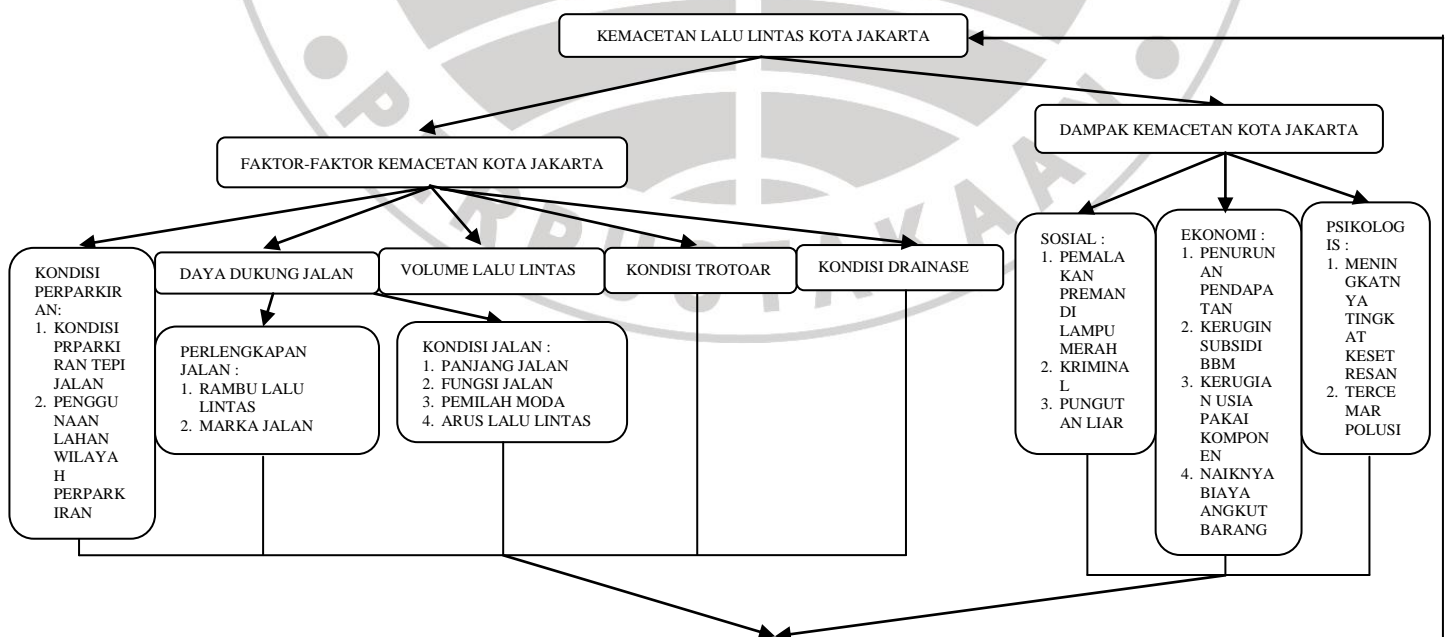 KEMACETAN LALU LINTAS KOTA JAKARTA
DAMPAK KEMACETAN KOTA JAKARTA
FAKTOR-FAKTOR KEMACETAN KOTA JAKARTA
KONDISI
PERPARKIR
AN:
1. KONDISI
PRPARKI
RAN TEPI
JALAN
2. PENGGU
NAAN
LAHAN
WILAYA
H
PERPARK
IRAN
DAYA DUKUNG JALAN
VOLUME LALU LINTAS
KONDISI TROTOAR
KONDISI DRAINASE
PERLENGKAPAN
JALAN :
1. RAMBU LALU
LINTAS
2. MARKA JALAN
KONDISI JALAN :
1. PANJANG JALAN
2. FUNGSI JALAN
3. PEMILAH MODA
4. ARUS LALU LINTAS
SOSIAL :
1. PEMALA
KAN
PREMAN
DI
LAMPU
MERAH
2. KRIMINA
L
3. PUNGUT
AN LIAR
EKONOMI :
1. PENURUN
AN
PENDAPA
TAN
2. KERUGIN
SUBSIDI
BBM
3. KERUGIA
N USIA
PAKAI
KOMPON
EN
4. NAIKNYA
BIAYA
ANGKUT
BARANG
PSIKOLOG
IS :
1. MENIN
GKATN
YA
TINGK
AT
KESET
RESAN
2. TERCE
MAR
POLUSI
PERPUSTAKAAN